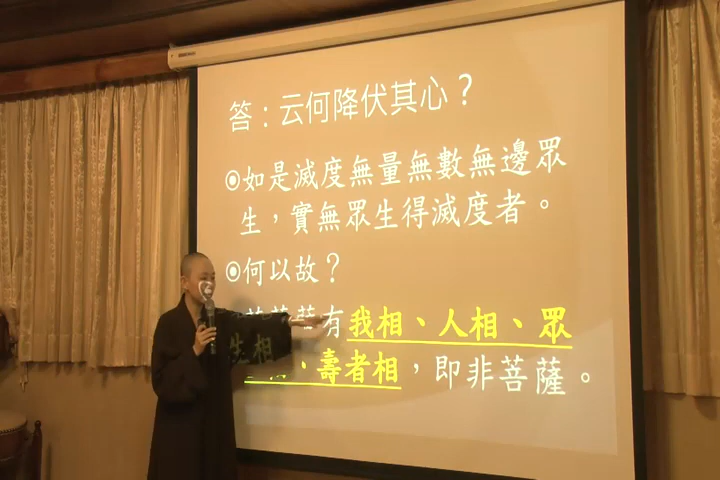 答：云何降伏其心？
◉如是滅度無量無數無邊眾
生，實無眾生得滅度者。
◉何以故？
菩薩有我相、人相、眾
生相、壽者相，即非菩薩。